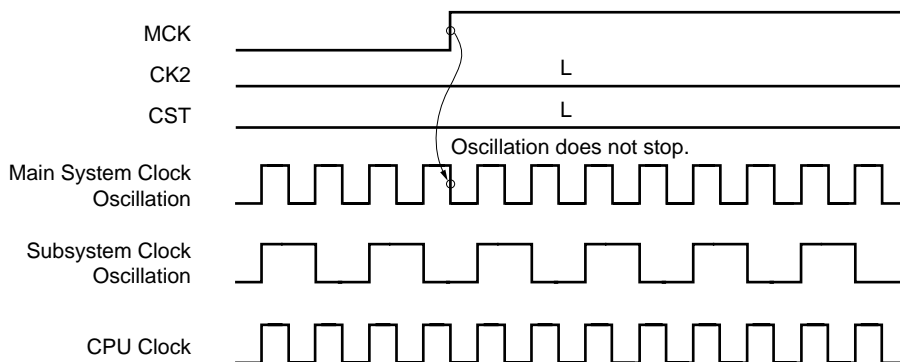 MCK
CK2
L
CST
L
Oscillation does not stop.
Main System Clock
Oscillation
Subsystem Clock
Oscillation
CPU Clock